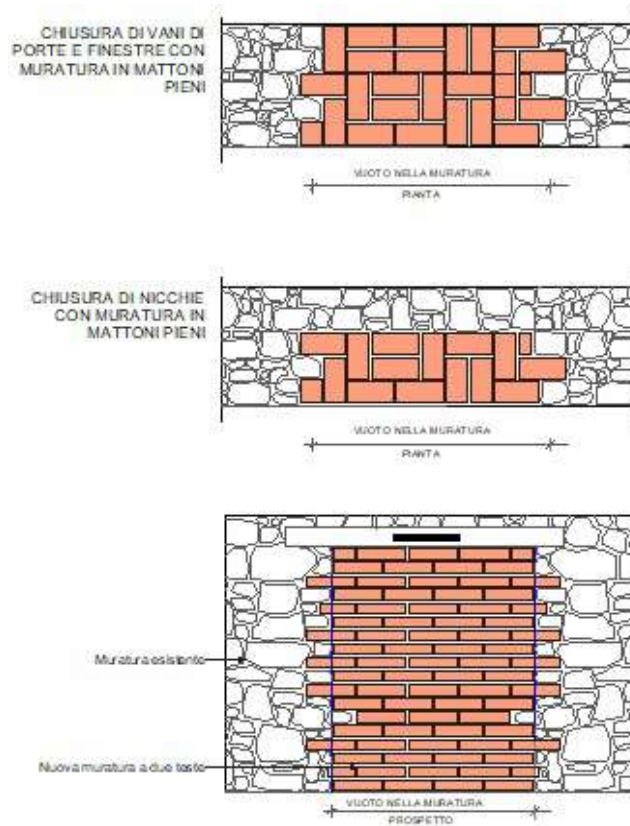 CHIUSURA DI VANI DI
PORTE E FINESTRE CON
MURATURA IN MATTONI
PIENI
VUOTO NELLA MURATURA
PIANTA
CHIUSURA DI NICCHIE
CON MURATURA IN
MATTONI PIENI
VUOTO NELLA MURATURA
PIANTA
Muratura esistente
Nuova muratura a due teste
VUOTO NELLA MURATURA
PROSPETTO